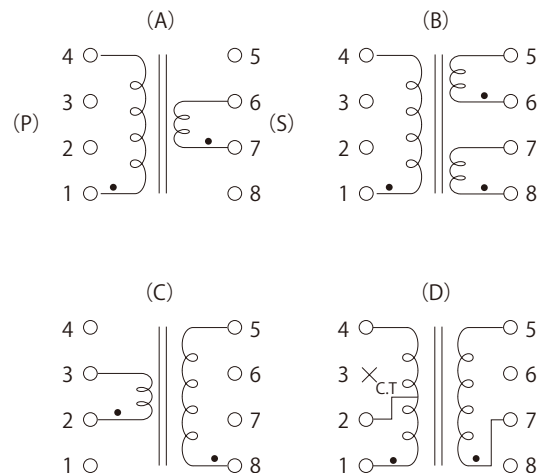 (A)
(B)
4 5 4 5
3 6 3 6
(P) (S)
2 7 2 7
1 8 1 8
(C)
(D)
4 5 4 5
3 6 3 6
C.T
2 7 2 7
1 8 1 8